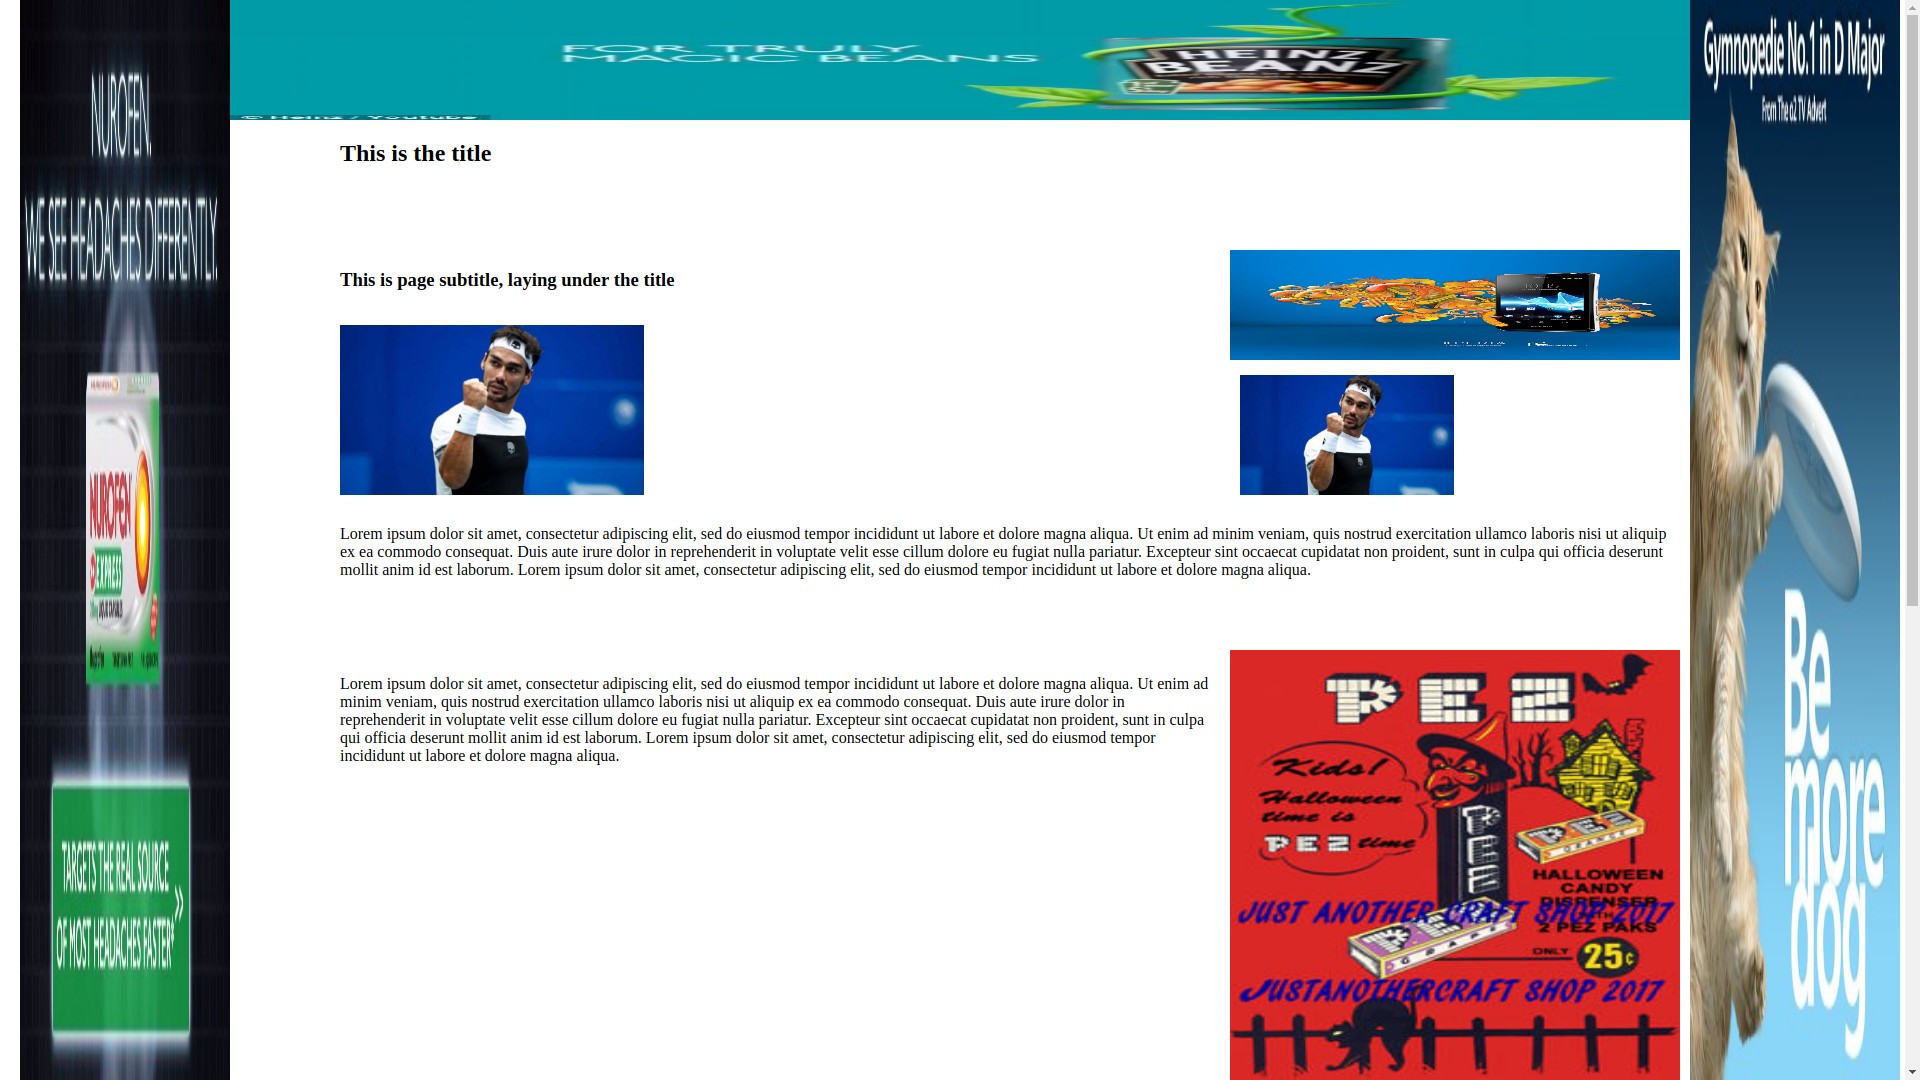 NUROFEN.
WE SEE HEADACHES DIFFERENTLY.
NUROFEN
EXPRESS
TARGETS THE REAL SOURCE
OF MOST HEADACHES FASTER*
»
FOR TRULY
MAGIC BEANS
HEINZ
BEANZ
© Heinz / Youtube
This is the title
This is page subtitle, laying under the title
Lorem ipsum dolor sit amet, consectetur adipiscing elit, sed do eiusmod tempor incididunt ut labore et dolore magna aliqua. Ut enim ad minim veniam, quis nostrud exercitation ullamco laboris nisi ut aliquip
ex ea commodo consequat. Duis aute irure dolor in reprehenderit in voluptate velit esse cillum dolore eu fugiat nulla pariatur. Excepteur sint occaecat cupidatat non proident, sunt in culpa qui officia deserunt
mollit anim id est laborum. Lorem ipsum dolor sit amet, consectetur adipiscing elit, sed do eiusmod tempor incididunt ut labore et dolore magna aliqua.
Lorem ipsum dolor sit amet, consectetur adipiscing elit, sed do eiusmod tempor incididunt ut labore et dolore magna aliqua. Ut enim ad
minim veniam, quis nostrud exercitation ullamco laboris nisi ut aliquip ex ea commodo consequat. Duis aute irure dolor in
reprehenderit in voluptate velit esse cillum dolore eu fugiat nulla pariatur. Excepteur sint occaecat cupidatat non proident, sunt in culpa
qui officia deserunt mollit anim id est laborum. Lorem ipsum dolor sit amet, consectetur adipiscing elit, sed do eiusmod tempor
incididunt ut labore et dolore magna aliqua.
PEZ
Kids!
Halloween
time is
PEZ time
PEZ
HALLOWEEN
CANDY
DISPENSER
WITH
2 PEZ PAKS
ONLY 25¢
JUST ANOTHER CRAFT SHOP 2017
JUSTANOTHERCRAFT SHOP 2017
Gymnopedie No.1 in D Major
From The o2 TV Advert
Be
more
dog